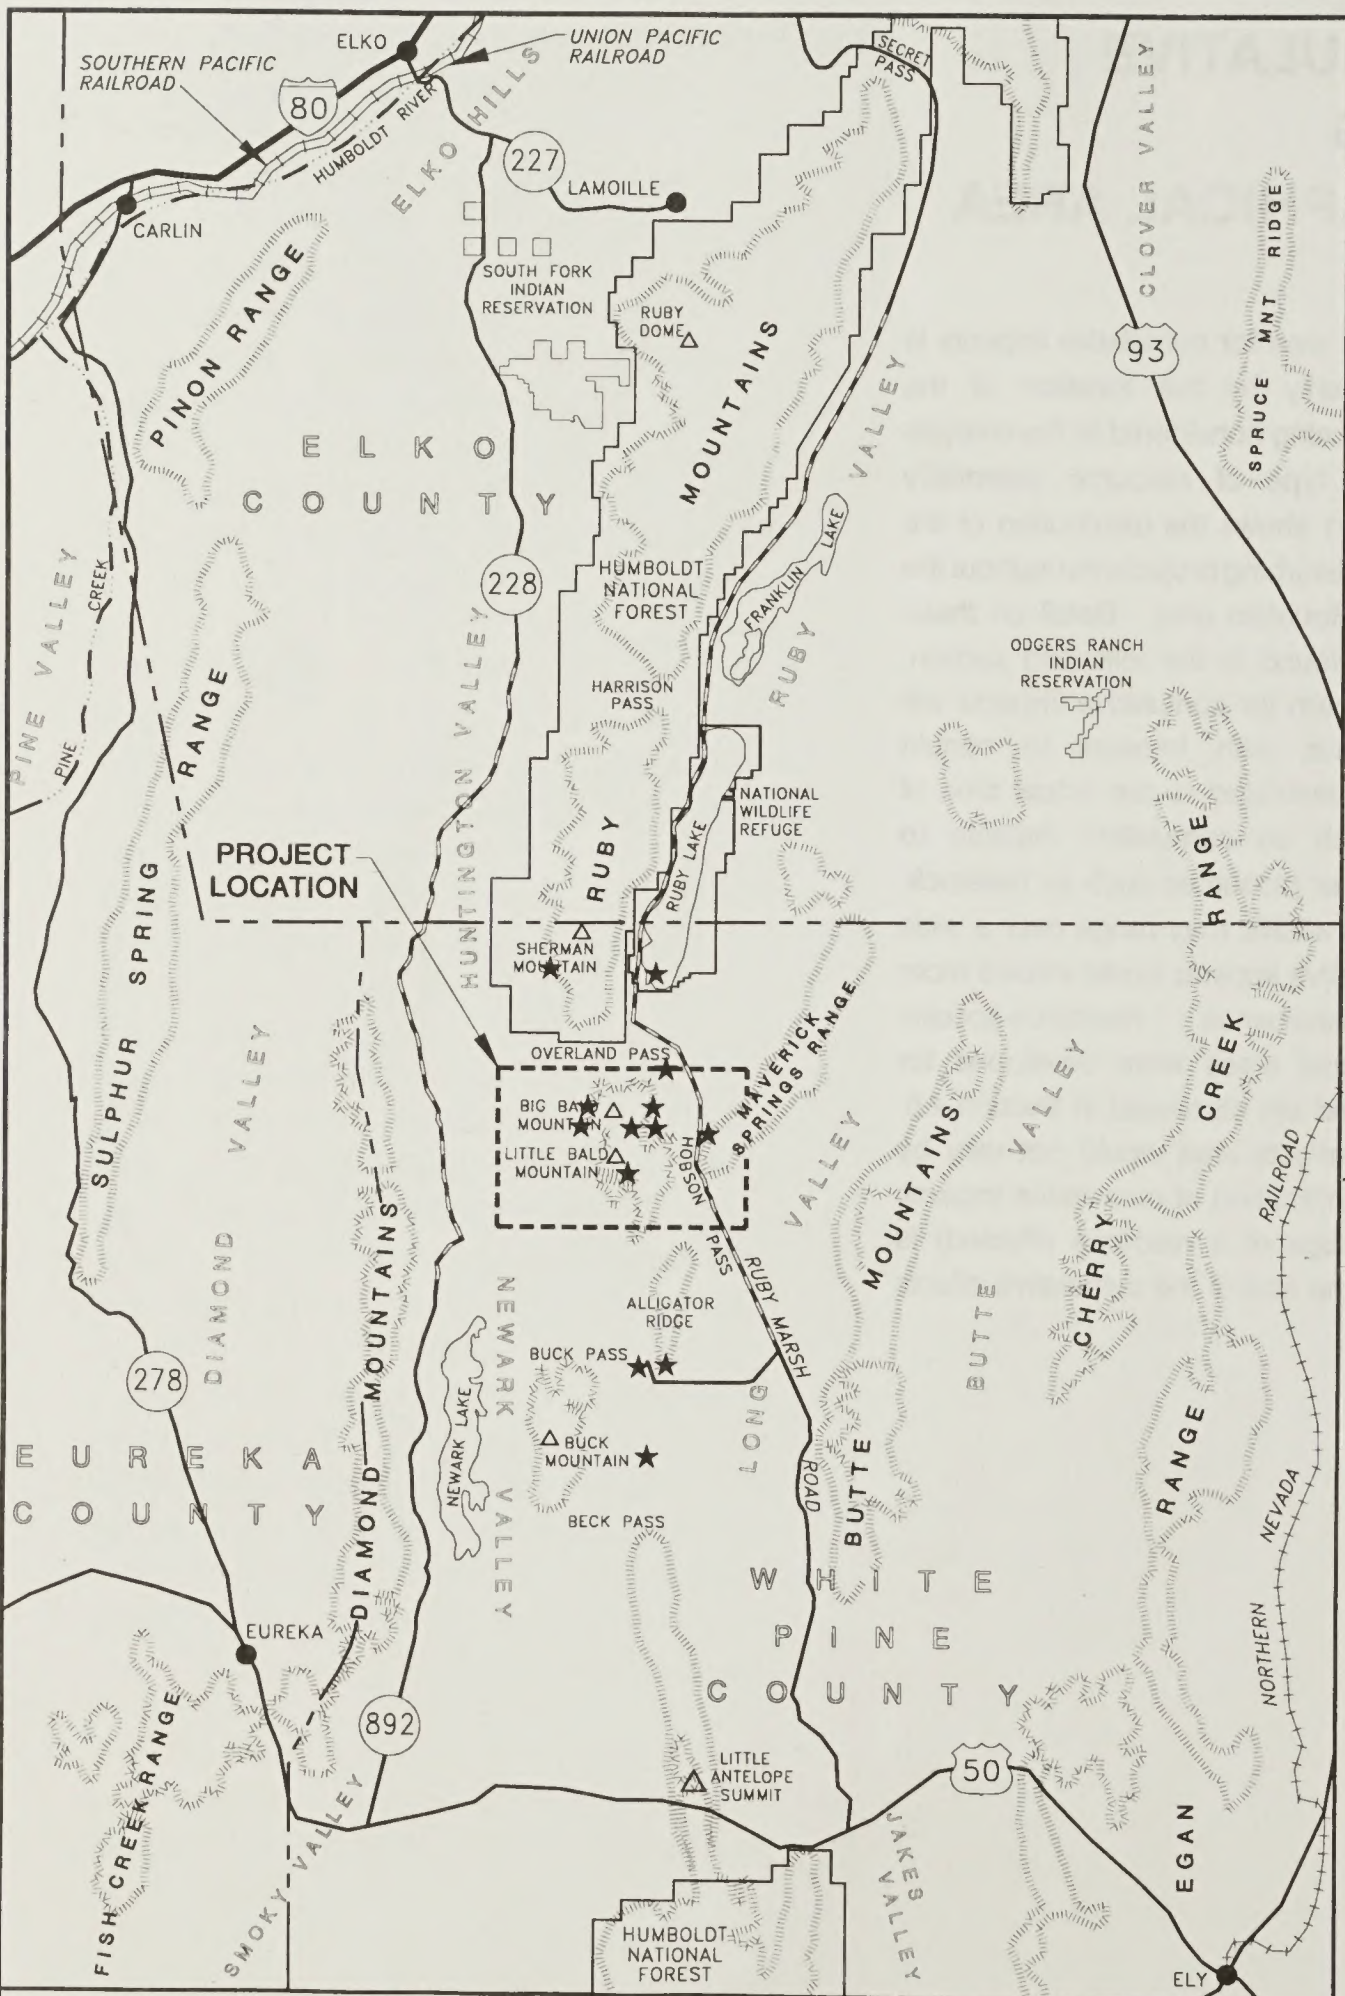 ELKO
UNION PACIFIC
RAILROAD
SOUTHERN PACIFIC
RAILROAD
80
HUMBOLDT RIVER
ELKO HILLS
SECRET
PASS
CLOVER VALLEY
227
LAMOILLE
CARLIN
SOUTH FORK
INDIAN
RESERVATION
RUBY
DOME
PINON RANGE
MOUNTAINS
93
SPRUCE MNT RIDGE
ELKO
COUNTY
RUBY VALLEY
FRANKLIN LAKE
228
HUMBOLDT
NATIONAL
FOREST
PINE VALLEY
PINE CREEK
HUNTINGTON VALLEY
HARRISON
PASS
ODGERS RANCH
INDIAN
RESERVATION
SULPHUR SPRING RANGE
NATIONAL
WILDLIFE
REFUGE
RUBY LAKE
RUBY
PROJECT
LOCATION
SHERMAN
MOUNTAIN
CHERRY CREEK RANGE
DIAMOND VALLEY
OVERLAND PASS
MAVERICK
SPRINGS RANGE
BIG BALD
MOUNTAIN
LITTLE BALD
MOUNTAIN
HOBSON PASS
LONG VALLEY
BUTTE MOUNTAINS
BUTTE VALLEY
NORTHERN NEVADA RAILROAD
DIAMOND MOUNTAINS
NEWARK VALLEY
NEWARK LAKE
RUBY MARSH ROAD
ALLIGATOR
RIDGE
BUCK PASS
278
BUCK
MOUNTAIN
BECK PASS
EUREKA
COUNTY
WHITE
PINE
COUNTY
EUREKA
892
FISH CREEK RANGE
SMOKY VALLEY
LITTLE
ANTELOPE
SUMMIT
50
JAKES
VALLEY
EGAN RANGE
HUMBOLDT
NATIONAL
FOREST
ELY